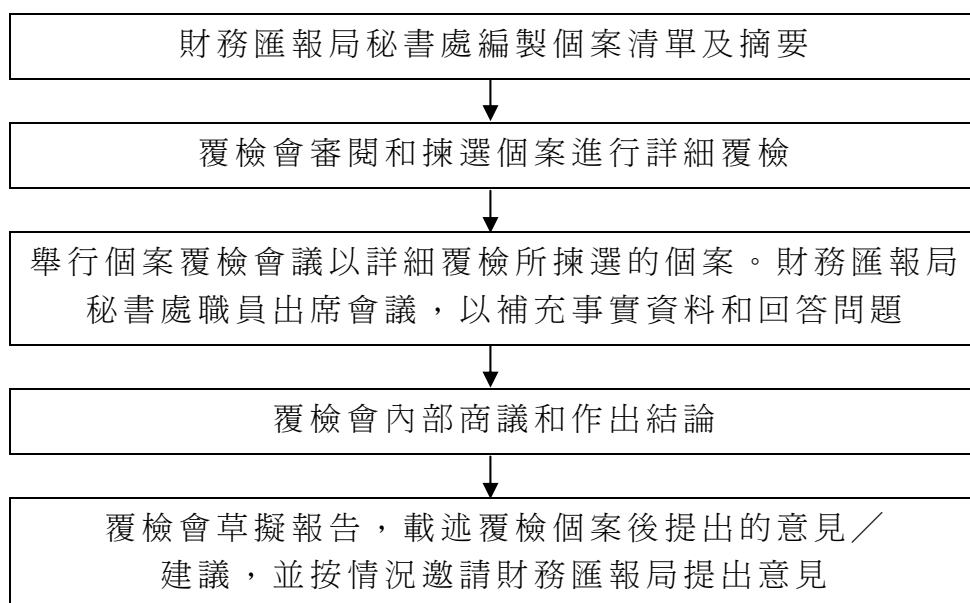 財務匯報局秘書處編製個案清單及摘要
覆檢會審閱和揀選個案進行詳細覆檢
舉行個案覆檢會議以詳細覆檢所揀選的個案。財務匯報局
秘書處職員出席會議，以補充事實資料和回答問題
覆檢會內部商議和作出結論
覆檢會草擬報告，載述覆檢個案後提出的意見／
建議，並按情況邀請財務匯報局提出意見